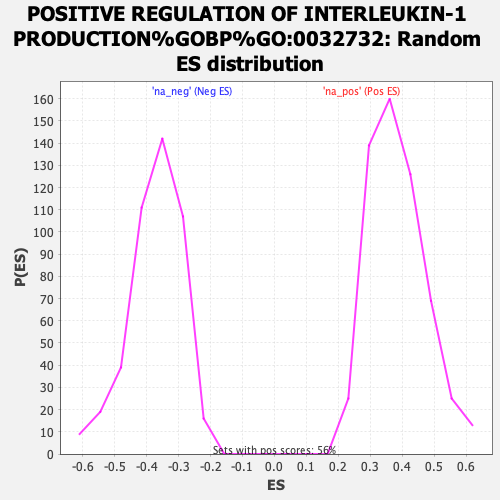 POSITIVE REGULATION OF INTERLEUKIN-1
PRODUCTION%GOBP%GO:0032732: Random
ES distribution
'na_neg' (Neg ES) 'na_pos' (Pos ES)
P(ES)
160
150
140
130
120
110
100
90
80
70
60
50
40
30
20
10
0
Sets with pos scores: 56%
-0.6 -0.5 -0.4 -0.3 -0.2 -0.1 0.0 0.1 0.2 0.3 0.4 0.5 0.6
ES